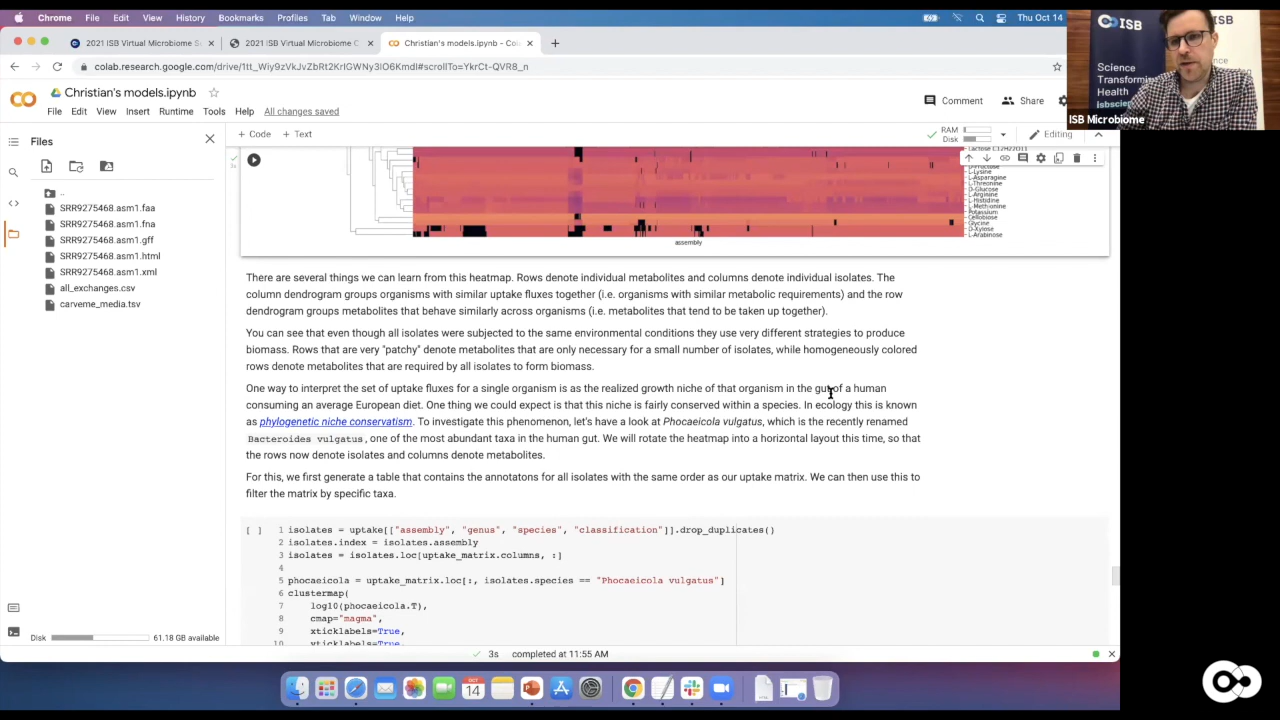 Chrome File Edit View History Bookmarks Profiles Tab Window Help Thu Oct 14
2021 ISB Virtual Microbiome S
2021 ISB Virtual Microbiome C
Christian's models.ipynb - Co
colab.research.google.com/drive/1tt_Wiy9zVkJvZbRt2KrIGWNy3IO6KmdI#scrollTo=YkrCt-QVR8_n
ISB
ISB
Science
Transforming
Health
ISB Microbiome
Christian's models.ipynb
File Edit View Insert Runtime Tools Help All changes saved
Comment
Share
Files
+ Code + Text
RAM
Disk
Editing
..
SRR9275468.asm1.faa
SRR9275468.asm1.fna
SRR9275468.asm1.gff
SRR9275468.asm1.html
SRR9275468.asm1.xml
all_exchanges.csv
carveme_media.tsv
3s
Lactose C12H22O11
D-Fructose
L-Lysine
L-Asparagine
L-Threonine
D-Glucose
L-Arginine
L-Histidine
L-Methionine
Potassium
Cellobiose
Glycine
D-Xylose
L-Arabinose
assembly
There are several things we can learn from this heatmap. Rows denote individual metabolites and columns denote individual isolates. The
column dendrogram groups organisms with similar uptake fluxes together (i.e. organisms with similar metabolic requirements) and the row
dendrogram groups metabolites that behave similarly across organisms (i.e. metabolites that tend to be taken up together).
You can see that even though all isolates were subjected to the same environmental conditions they use very different strategies to produce
biomass. Rows that are very "patchy" denote metabolites that are only necessary for a small number of isolates, while homogeneously colored
rows denote metabolites that are required by all isolates to form biomass.
One way to interpret the set of uptake fluxes for a single organism is as the realized growth niche of that organism in the gut of a human
consuming an average European diet. One thing we could expect is that this niche is fairly conserved within a species. In ecology this is known
as phylogenetic niche conservatism. To investigate this phenomenon, let's have a look at Phocaeicola vulgatus, which is the recently renamed
Bacteroides vulgatus, one of the most abundant taxa in the human gut. We will rotate the heatmap into a horizontal layout this time, so that
the rows now denote isolates and columns denote metabolites.
For this, we first generate a table that contains the annotatons for all isolates with the same order as our uptake matrix. We can then use this to
filter the matrix by specific taxa.
[ ] 1 isolates = uptake[["assembly", "genus", "species", "classification"]].drop_duplicates()
2 isolates.index = isolates.assembly
3 isolates = isolates.loc[uptake_matrix.columns, :]
4
5 phocaeicola = uptake_matrix.loc[:, isolates.species == "Phocaeicola vulgatus"]
6 clustermap(
7 log10(phocaeicola.T),
8 cmap="magma",
9 xticklabels=True,
10 yticklabels=True,
Disk 61.18 GB available
3s completed at 11:55 AM
OCT
14